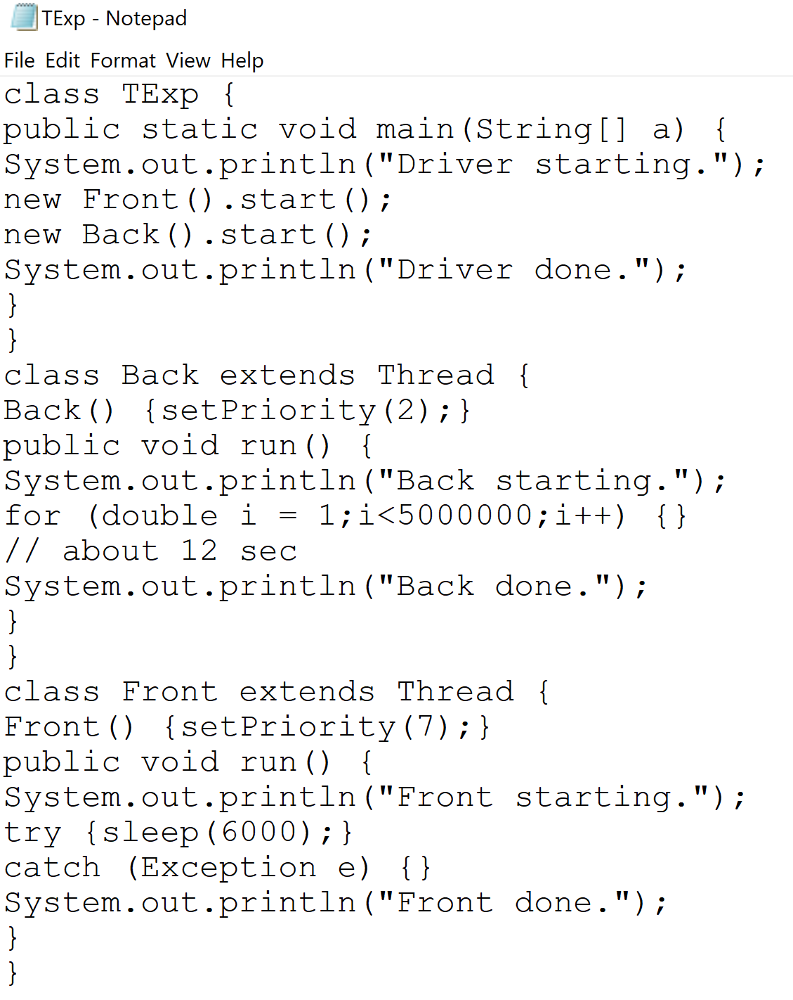 TExp - Notepad
File Edit Format View Help
class TExp {
public static void main(String[] a) {
System.out.println("Driver starting.");
new Front().start();
new Back().start();
System.out.println("Driver done.");
}
}
class Back extends Thread {
Back() {setPriority(2);}
public void run() {
System.out.println("Back starting.");
for (double i = 1;i<5000000;i++) {}
// about 12 sec
System.out.println("Back done.");
}
}
class Front extends Thread {
Front() {setPriority(7);}
public void run() {
System.out.println("Front starting.");
try {sleep(6000);}
catch (Exception e) {}
System.out.println("Front done.");
}
}